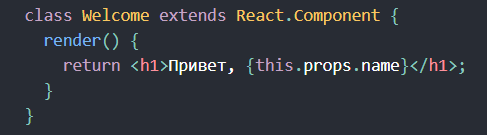 class Welcome extends React.Component {
  render() {
    return <h1>Привет, {this.props.name}</h1>;
  }
}